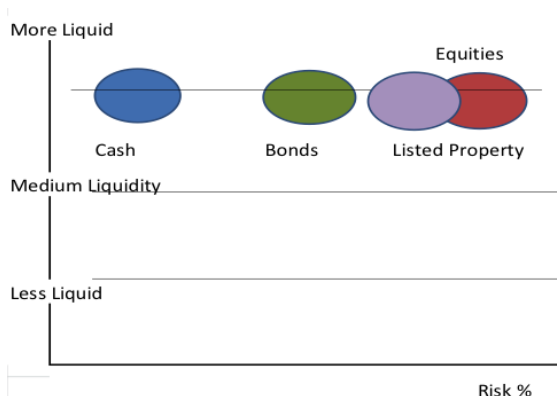 More Liquid
Equities
Cash
Bonds
Listed Property
Medium Liquidity
Less Liquid
Risk %